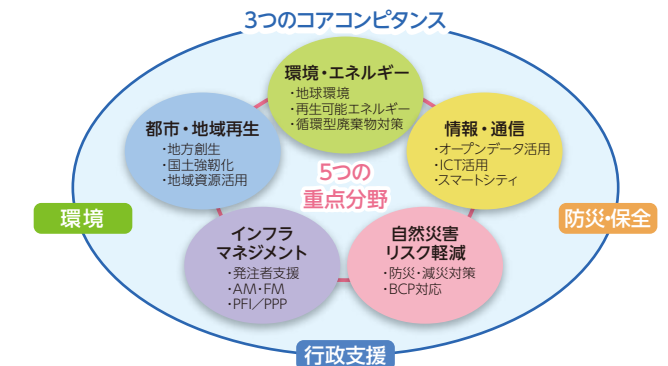 3つのコアコンピタンス
環境・エネルギー
・地球環境
・再生可能エネルギー
・循環型廃棄物対策
都市・地域再生
・地方創生
・国土強靭化
・地域資源活用
情報・通信
・オープンデータ活用
・ICT活用
・スマートシティ
5つの
重点分野
環境
防災・保全
インフラ
マネジメント
・発注者支援
・AM・FM
・PFI／PPP
自然災害
リスク軽減
・防災・減災対策
・BCP対応
行政支援